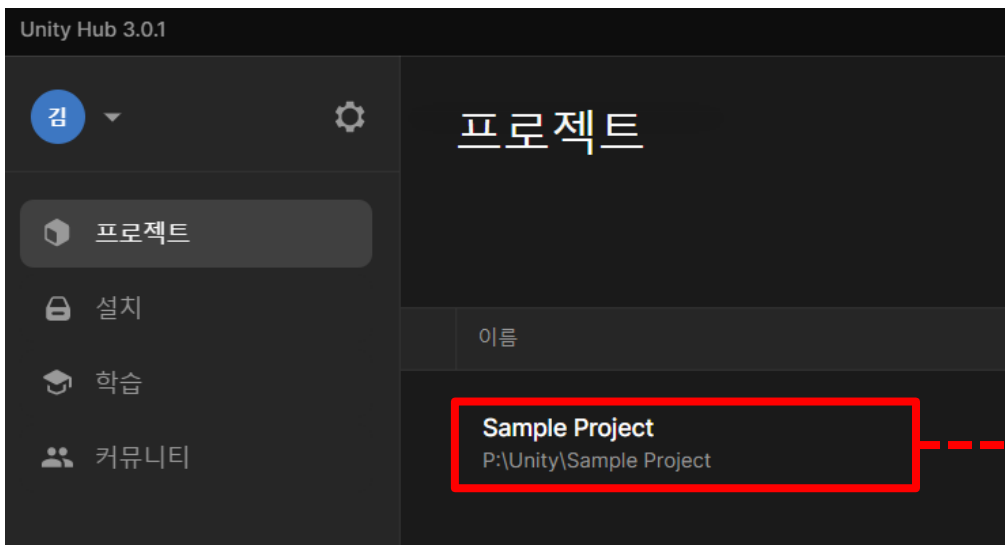 Unity Hub 3.0.1
김
프로젝트
설치
학습
커뮤니티
프로젝트
이름
Sample Project
P:\Unity\Sample Project